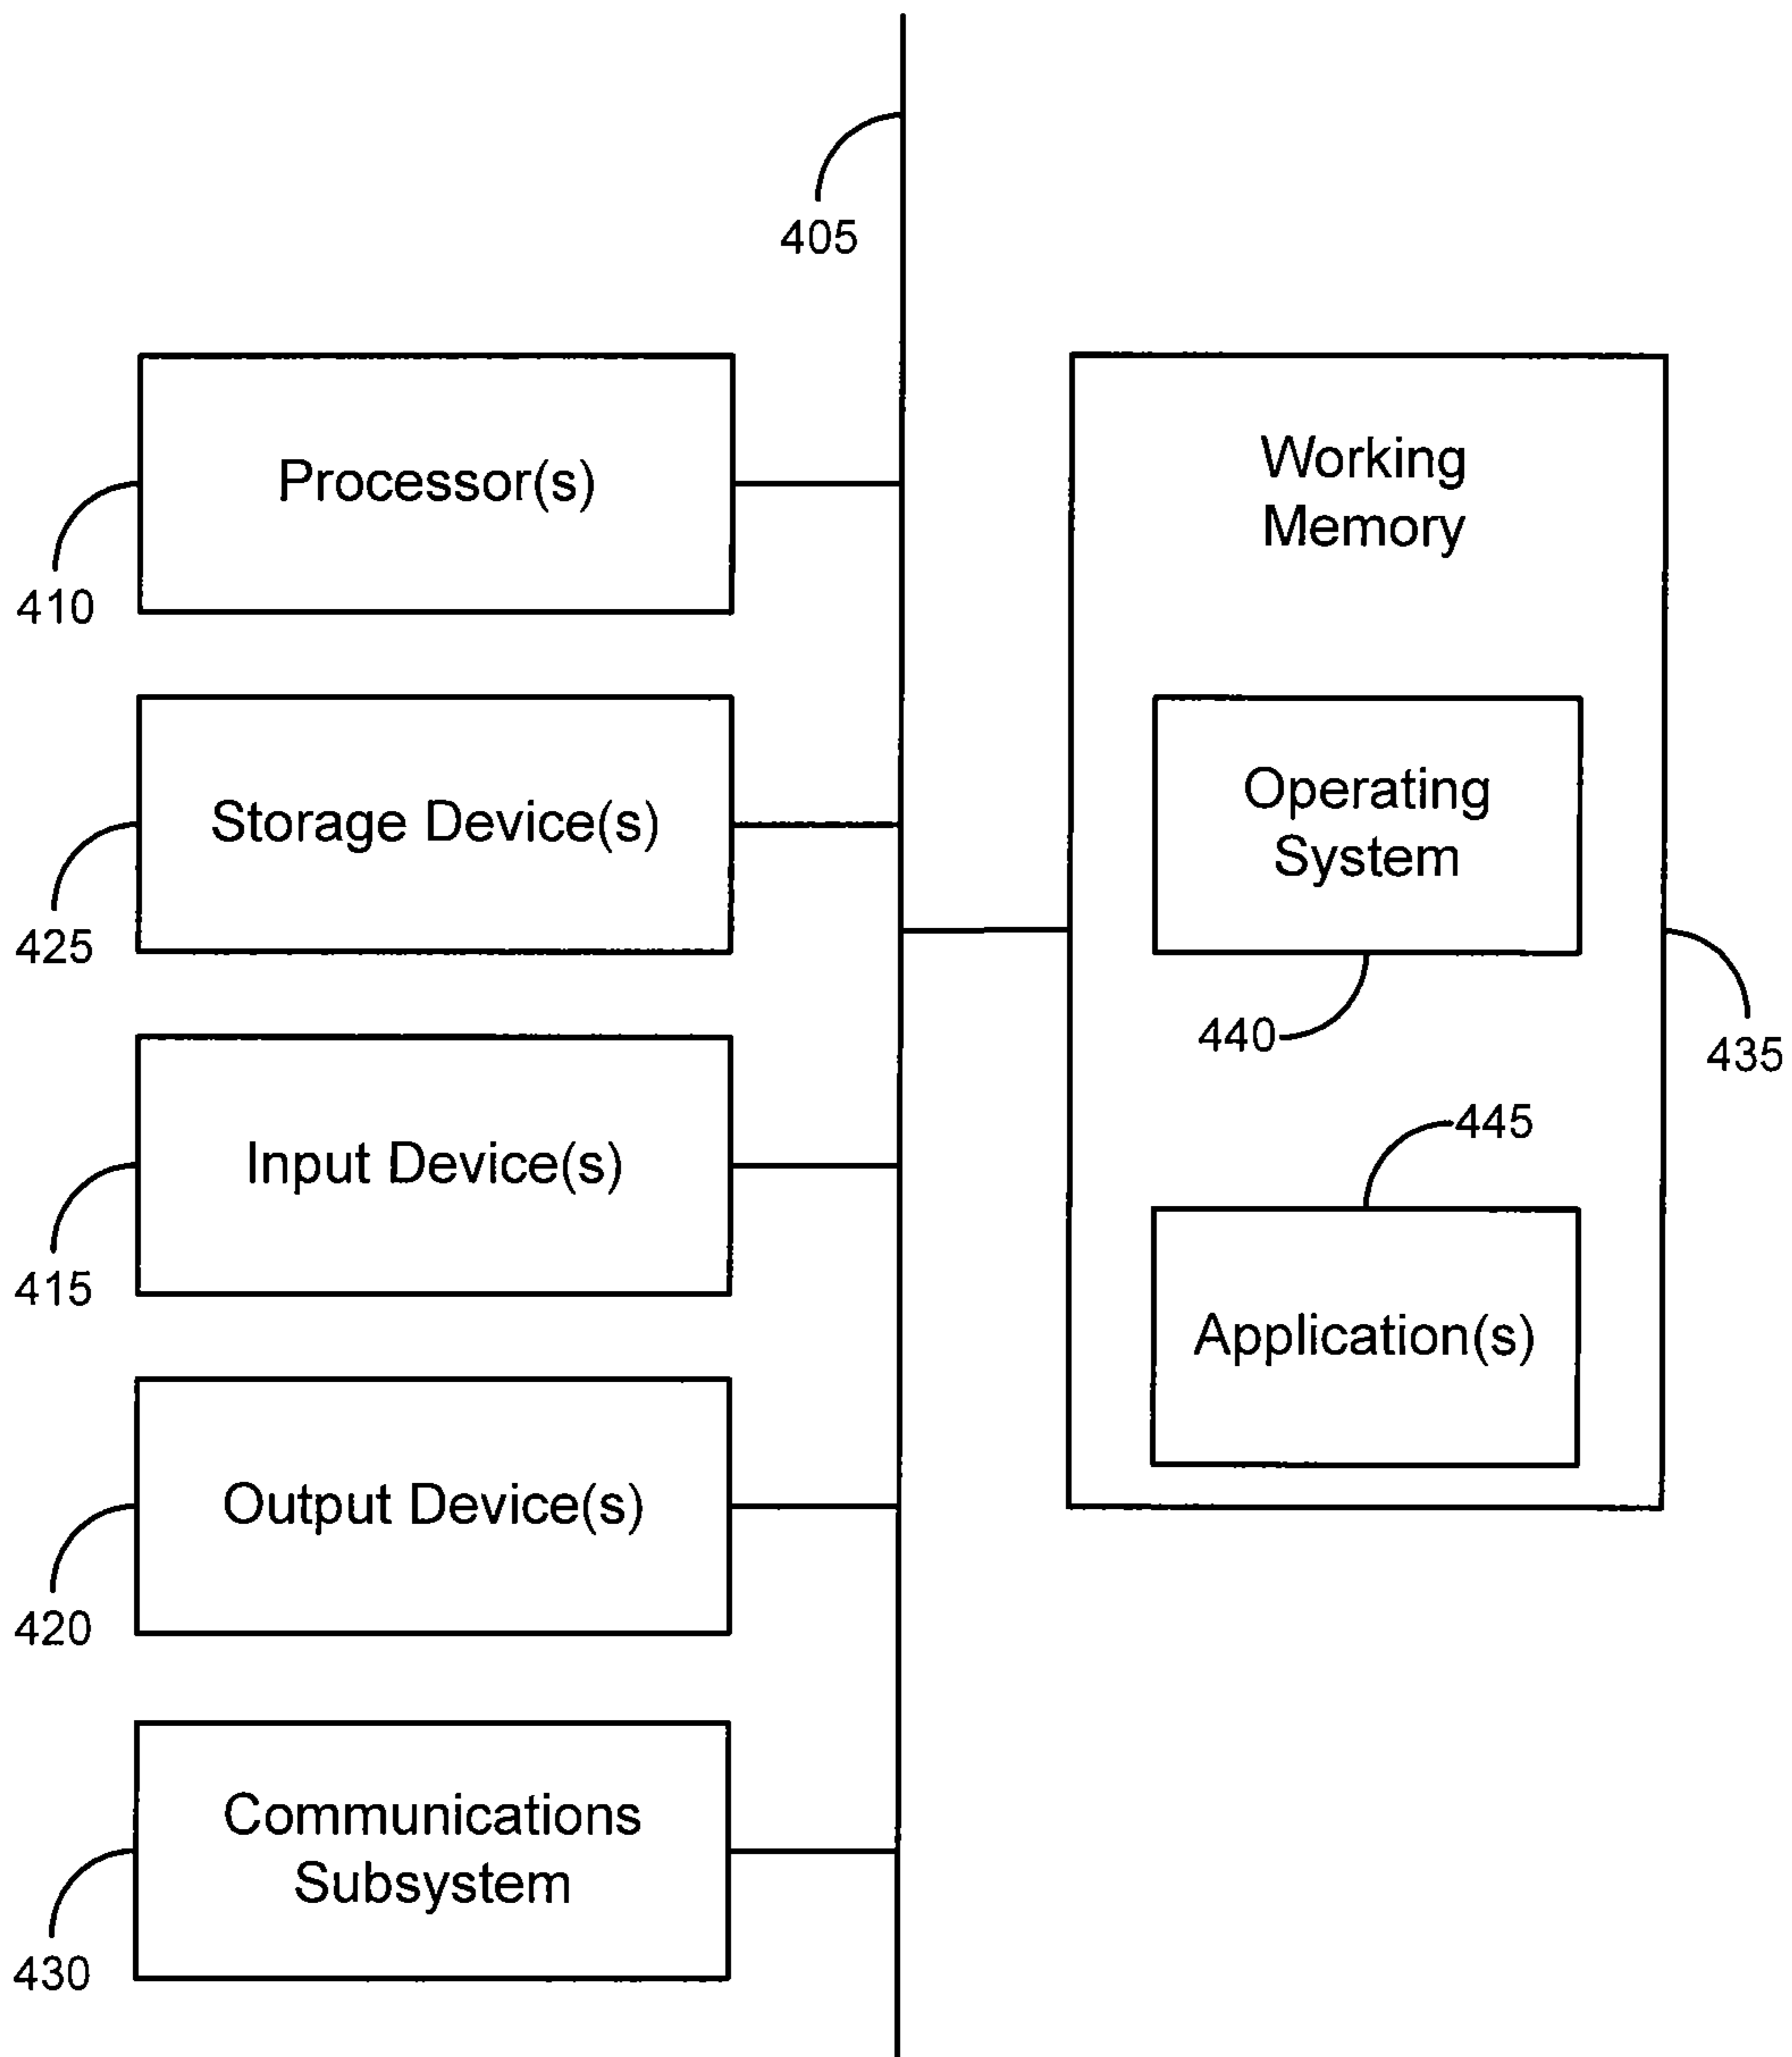 405
Processor(s)
410
Storage Device(s)
425
Input Device(s)
415
Output Device(s)
420
Communications
Subsystem
430
Working
Memory
Operating
System
440
435
445
Application(s)